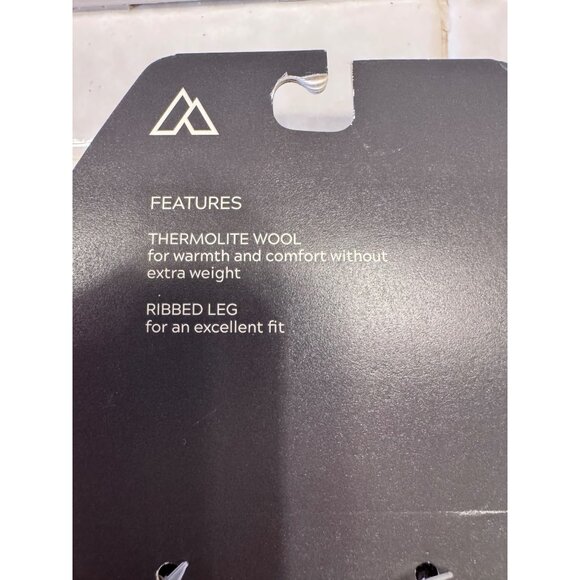 FEATURES
THERMOLITE WOOL
for warmth and comfort without
extra weight
RIBBED LEG
for an excellent fit